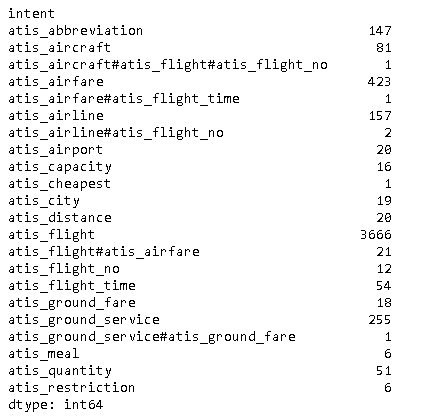 intent
atis_abbreviation 147
atis_aircraft 81
atis_aircraft#atis_flight#atis_flight_no 1
atis_airfare 423
atis_airfare#atis_flight_time 1
atis_airline 157
atis_airline#atis_flight_no 2
atis_airport 20
atis_capacity 16
atis_cheapest 1
atis_city 19
atis_distance 20
atis_flight 3666
atis_flight#atis_airfare 21
atis_flight_no 12
atis_flight_time 54
atis_ground_fare 18
atis_ground_service 255
atis_ground_service#atis_ground_fare 1
atis_meal 6
atis_quantity 51
atis_restriction 6
dtype: int64